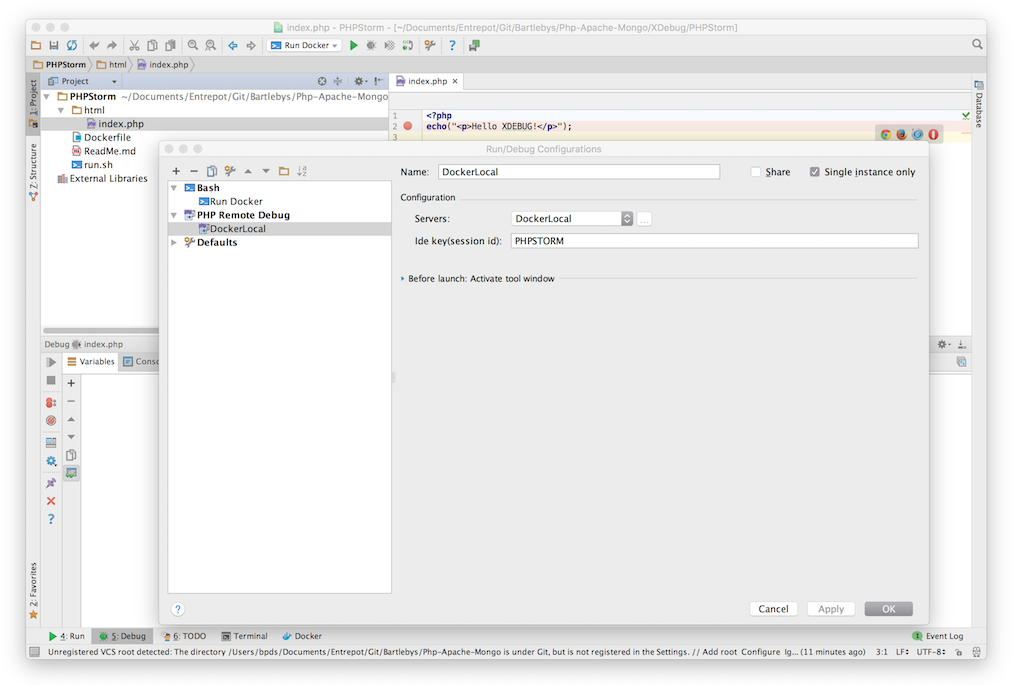 index.php - PHPStorm - [~/Documents/Entrepot/Git/Bartlebys/Php-Apache-Mongo/XDebug/PHPStorm]
Run Docker
PHPStorm html index.php
1: Project
Project
index.php
Database
PHPStorm ~/Documents/Entrepot/Git/Bartlebys/Php-Apache-Mongo
html
index.php
Dockerfile
ReadMe.md
run.sh
External Libraries
Z: Structure
1 <?php
2 echo("<p>Hello XDEBUG!</p>");
3
Run/Debug Configurations
Name: DockerLocal Share Single instance only
Bash
Run Docker
PHP Remote Debug
DockerLocal
Defaults
Configuration
Servers: DockerLocal ...
Ide key(session id): PHPSTORM
Before launch: Activate tool window
Debug index.php
Variables Conso
? Cancel Apply OK
2: Favorites
4: Run 5: Debug 6: TODO Terminal Docker 1 Event Log
Unregistered VCS root detected: The directory /Users/bpds/Documents/Entrepot/Git/Bartlebys/Php-Apache-Mongo is under Git, but is not registered in the Settings. // Add root Configure Ig... (11 minutes ago) 3:1 LF UTF-8